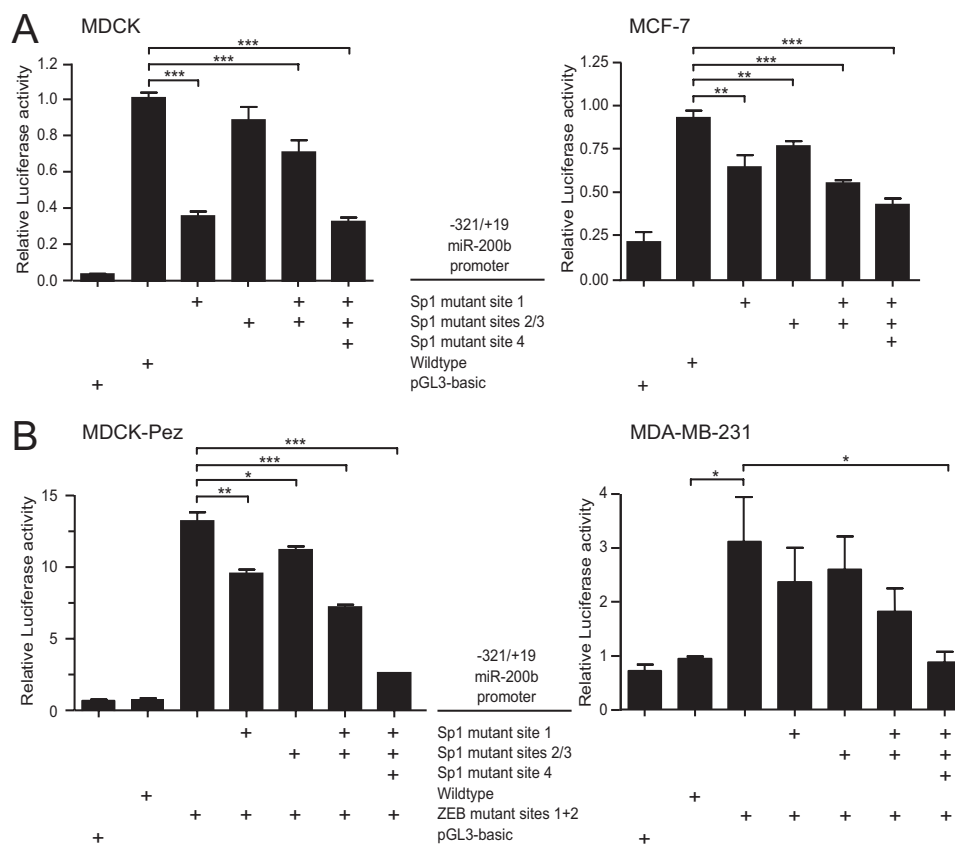 A
MDCK
MCF-7
***
***
***
***
***
**
**
Relative Luciferase activity
1.2
1.0
0.8
0.6
0.4
0.2
0.0
Relative Luciferase activity
1.25
1.00
0.75
0.50
0.25
0.00
-321/+19
miR-200b
promoter
+ + + Sp1 mutant site 1 + + +
+ + + Sp1 mutant sites 2/3 + + +
+ Sp1 mutant site 4 +
+ Wildtype +
+ pGL3-basic +
B
MDCK-Pez
MDA-MB-231
***
***
*
**
*
*
Relative Luciferase activity
15
10
5
0
Relative Luciferase activity
4
3
2
1
0
-321/+19
miR-200b
promoter
+ + + Sp1 mutant site 1 + + +
+ + + Sp1 mutant sites 2/3 + + +
+ Sp1 mutant site 4 +
+ Wildtype +
+ + + + + ZEB mutant sites 1+2 + + + + +
+ pGL3-basic +